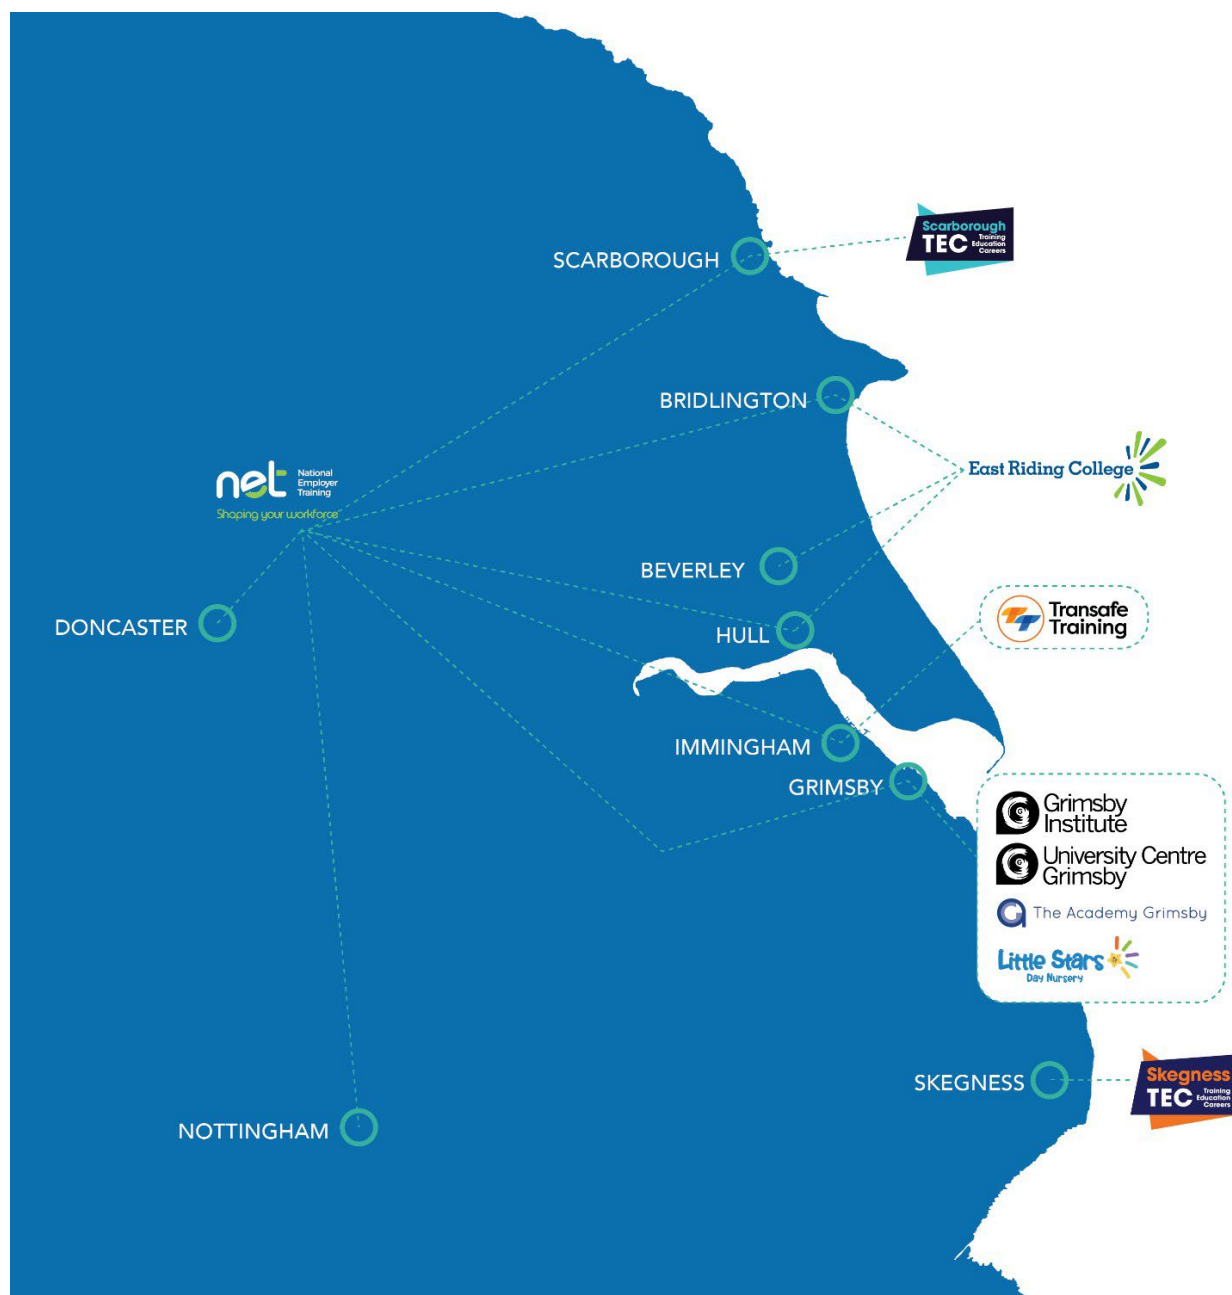 Scarborough
TEC Training
Education
Careers
SCARBOROUGH
BRIDLINGTON
East Riding College
net National
Employer
Training
Shaping your workforce
BEVERLEY
DONCASTER
HULL
Transafe
Training
IMMINGHAM
GRIMSBY
Grimsby
Institute
University Centre
Grimsby
The Academy Grimsby
Little Stars
Day Nursery
SKEGNESS
Skegness
TEC Training
Education
Careers
NOTTINGHAM